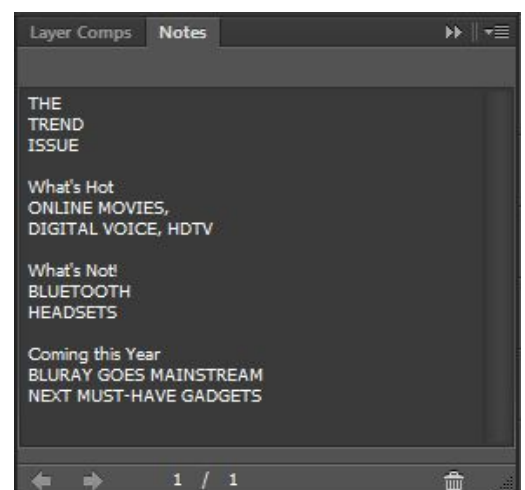 Layer Comps Notes
THE
TREND
ISSUE
What's Hot
ONLINE MOVIES,
DIGITAL VOICE, HDTV
What's Not!
BLUETOOTH
HEADSETS
Coming this Year
BLURAY GOES MAINSTREAM
NEXT MUST-HAVE GADGETS
1 / 1